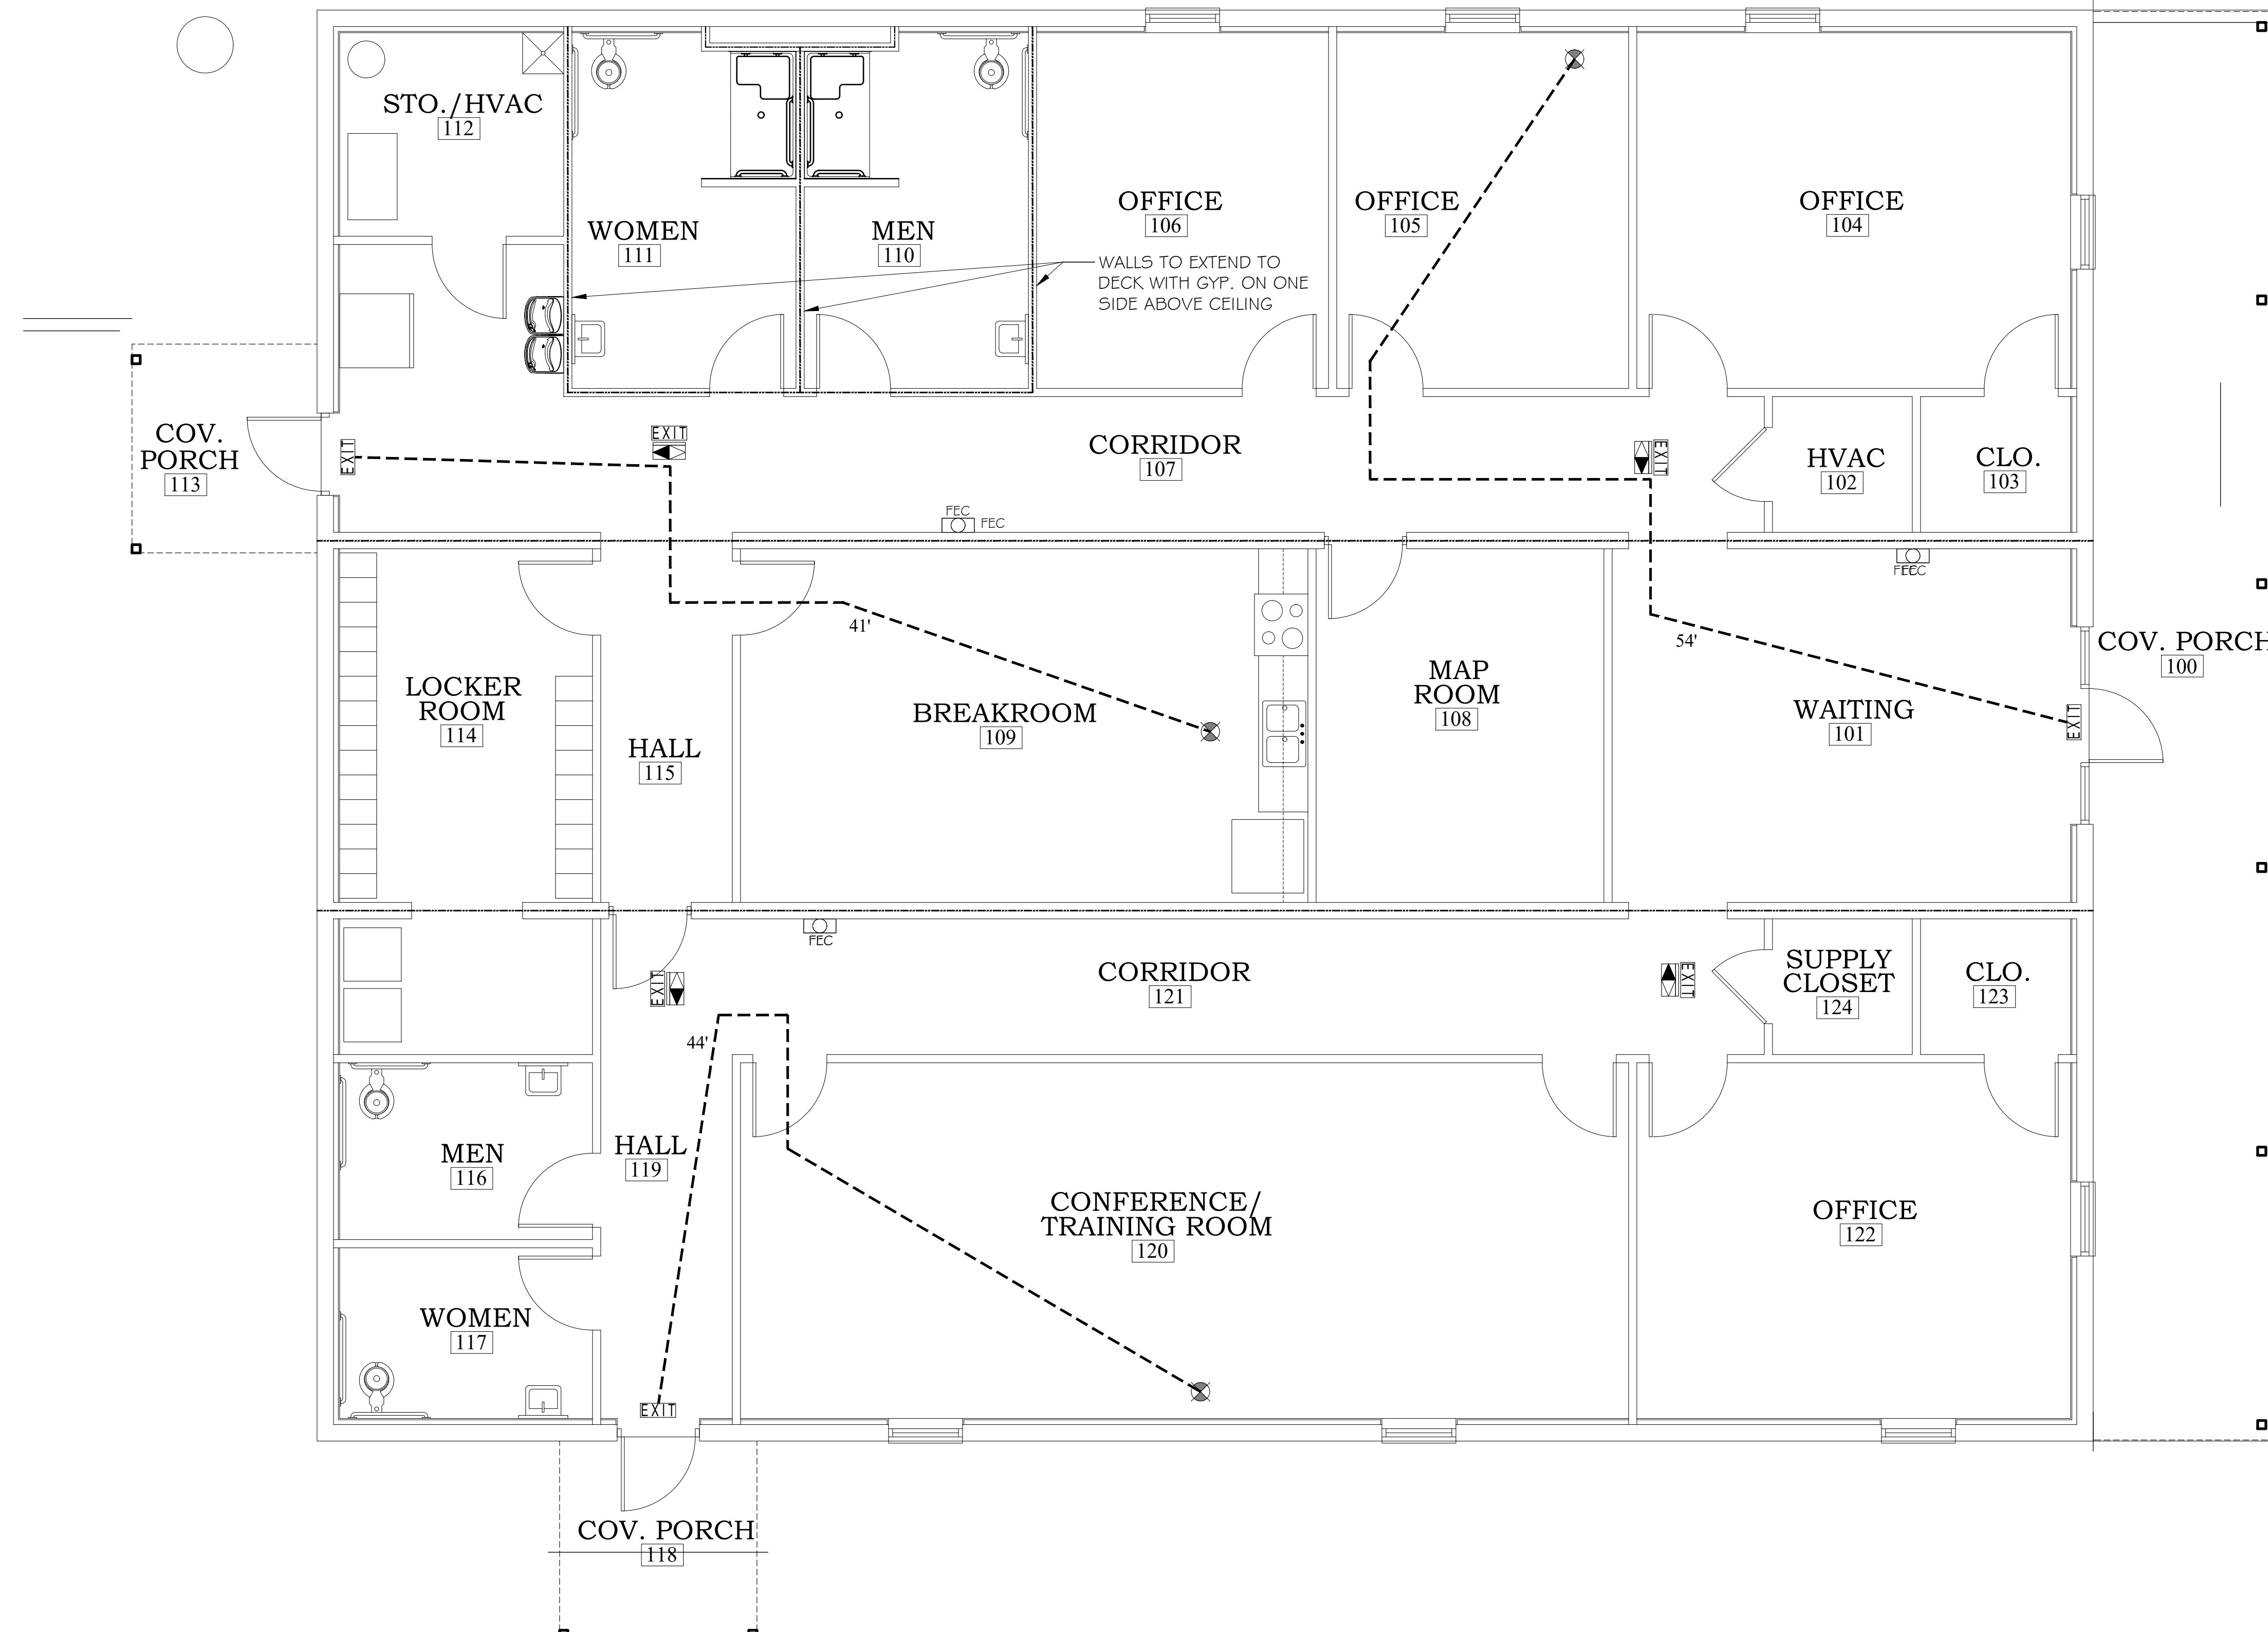 STO./HVAC
112
WOMEN
111
MEN
110
OFFICE
106
OFFICE
105
OFFICE
104
WALLS TO EXTEND TO
DECK WITH GYP. ON ONE
SIDE ABOVE CEILING
COV.
PORCH
113
EXIT
EXIT
CORRIDOR
107
EXIT
HVAC
102
CLO.
103
FEC
FEC
FEC
FEC
41'
54'
COV. PORCH
100
LOCKER
ROOM
114
HALL
115
BREAKROOM
109
MAP
ROOM
108
WAITING
101
EXIT
FEC
EXIT
44'
CORRIDOR
121
EXIT
SUPPLY
CLOSET
124
CLO.
123
MEN
116
HALL
119
CONFERENCE/
TRAINING ROOM
120
OFFICE
122
WOMEN
117
EXIT
COV. PORCH
118